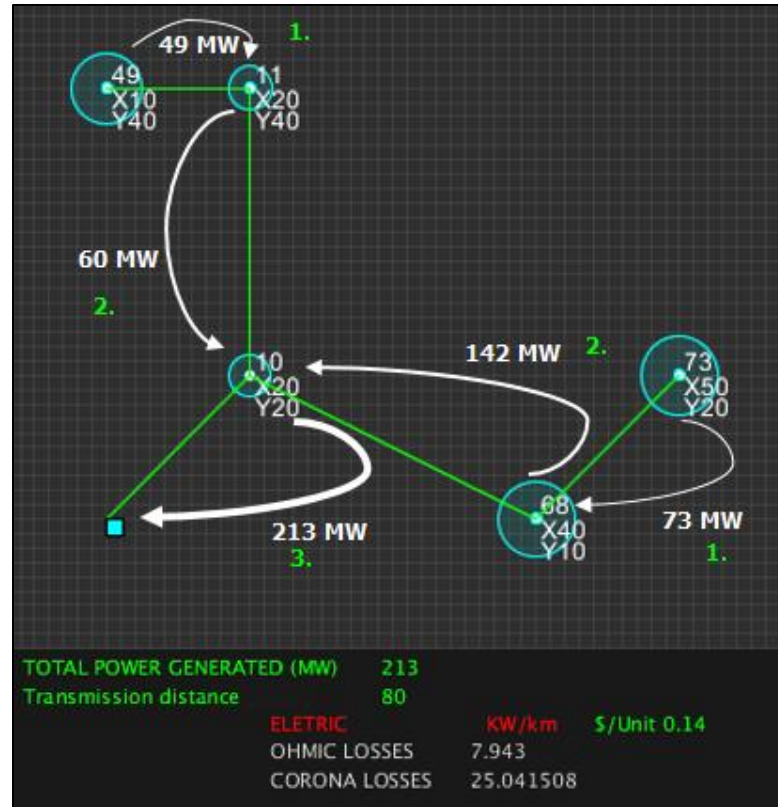 49 MW
1.
49
X10
Y40
11
X20
Y40
60 MW
2.
10
X20
Y20
142 MW
2.
73
X50
Y20
68
X40
Y10
73 MW
1.
213 MW
3.
TOTAL POWER GENERATED (MW) 213
Transmission distance 80
ELETRIC KW/km $/Unit 0.14
OHMIC LOSSES 7.943
CORONA LOSSES 25.041508